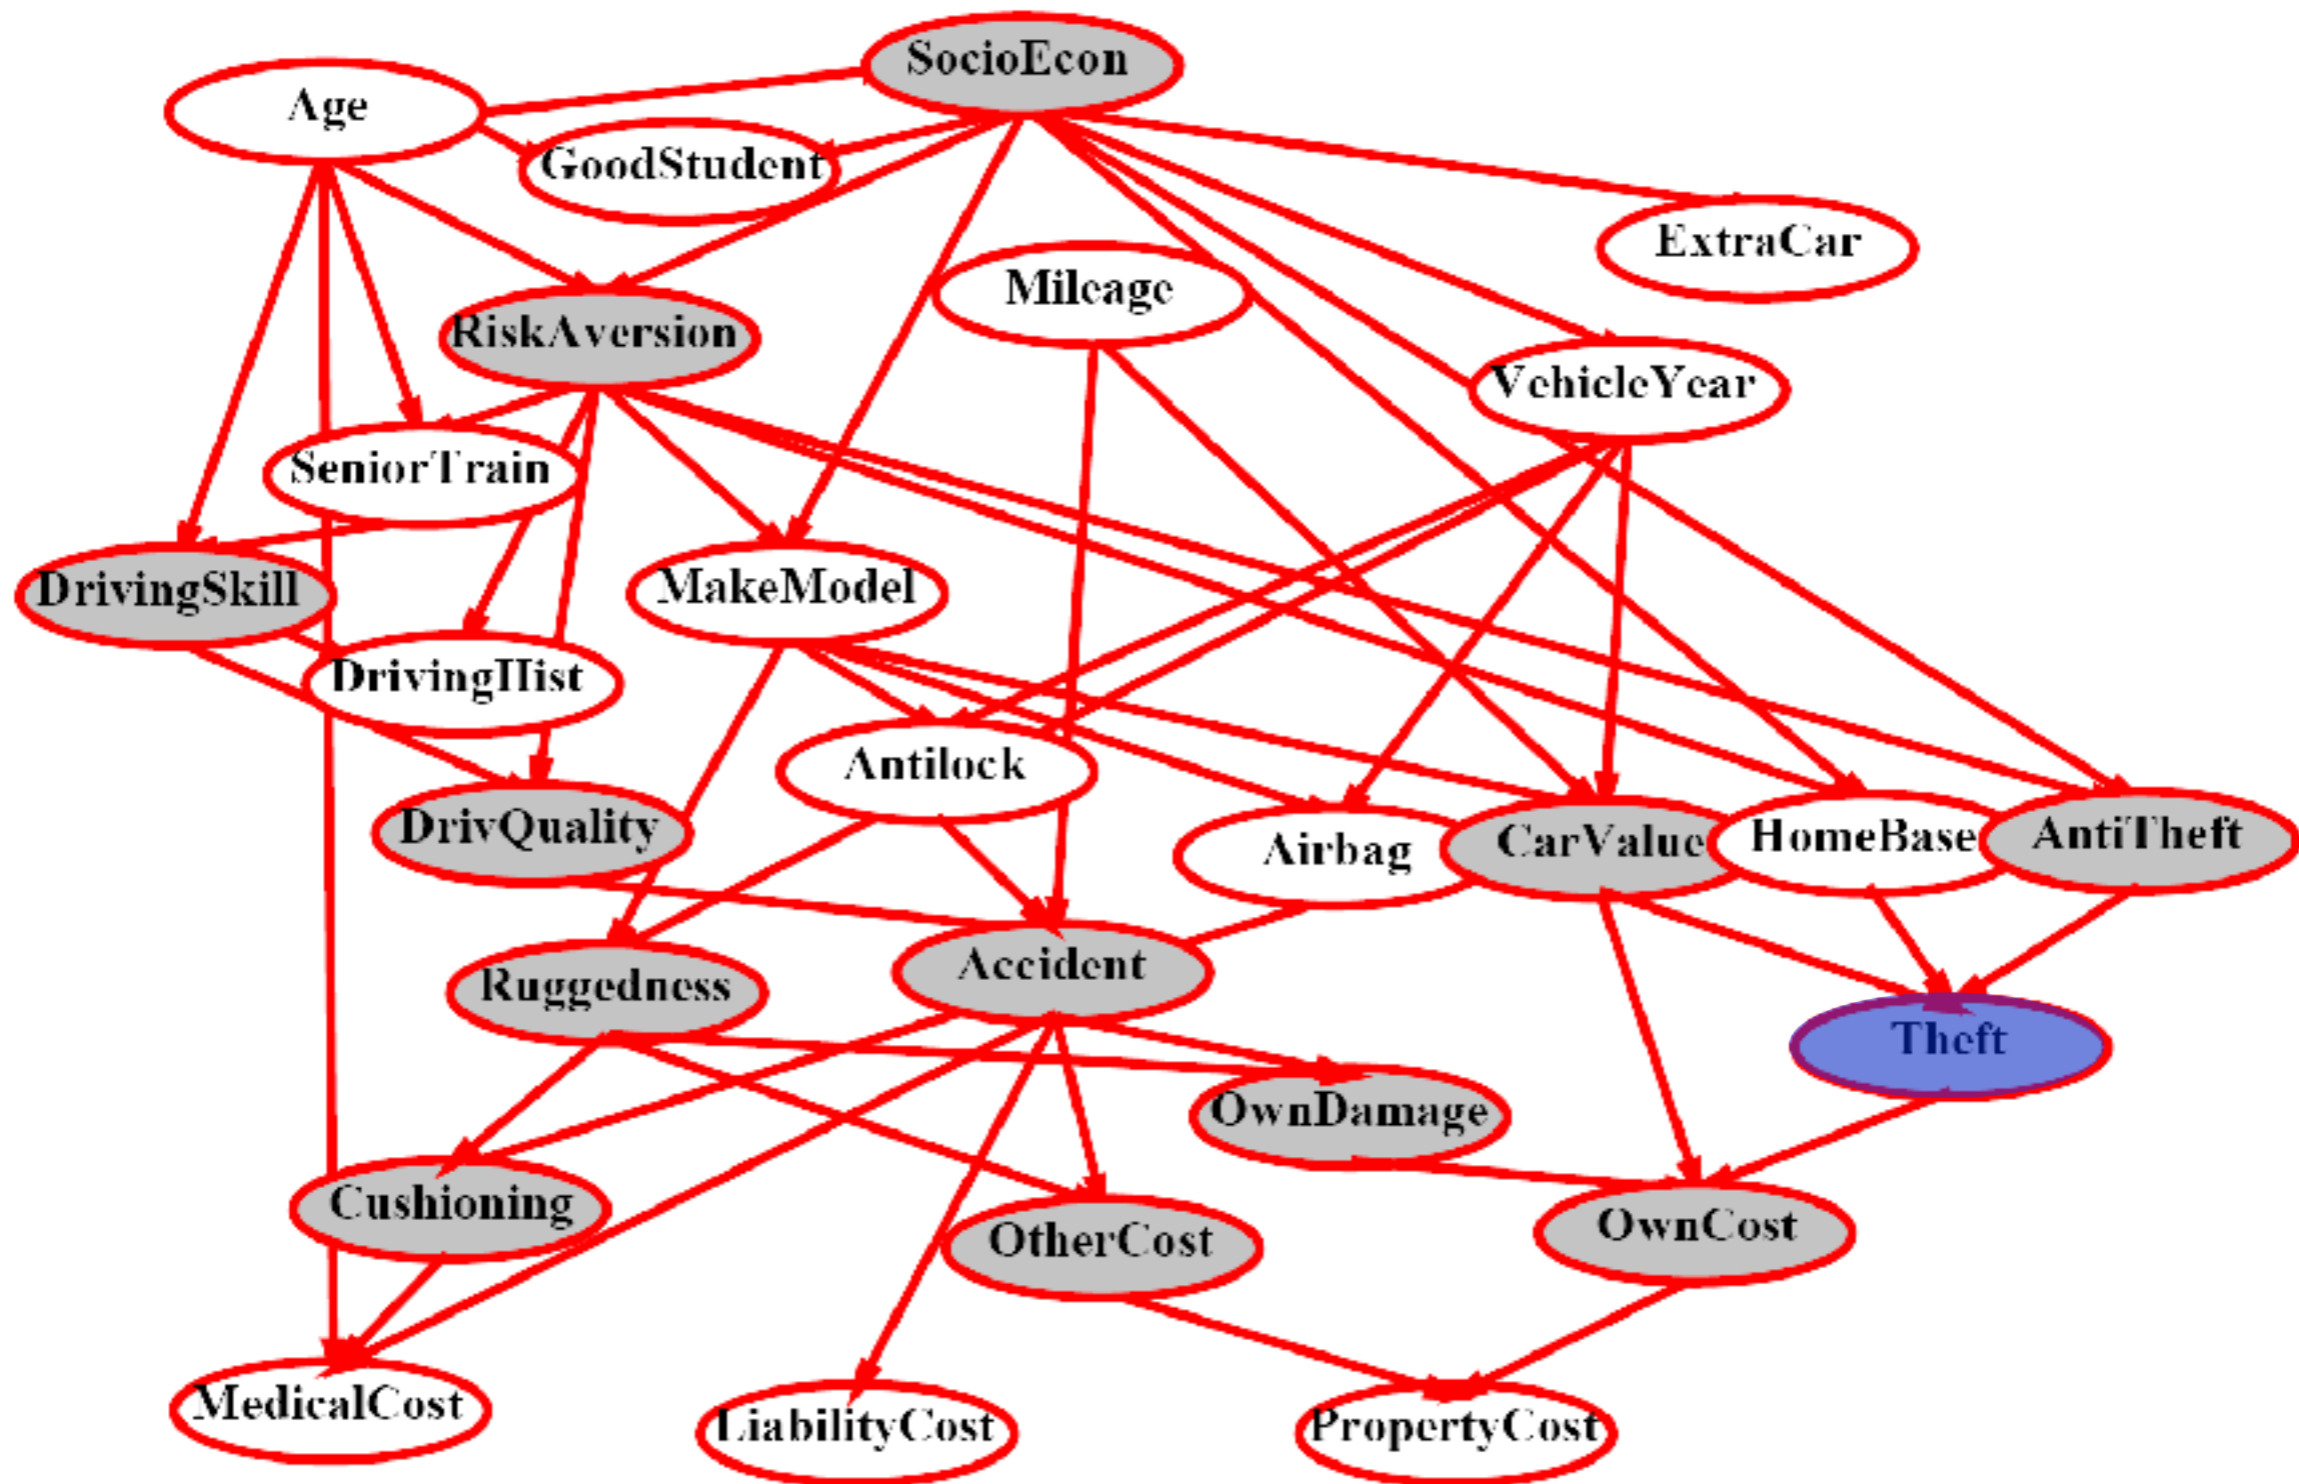 SocioEcon
Age
GoodStudent
ExtraCar
Mileage
RiskAversion
VehicleYear
SeniorTrain
DrivingSkill
MakeModel
DrivingHist
Antilock
DrivQuality
Airbag
CarValue
HomeBase
AntiTheft
Ruggedness
Accident
Theft
OwnDamage
Cushioning
OtherCost
OwnCost
MedicalCost
LiabilityCost
PropertyCost